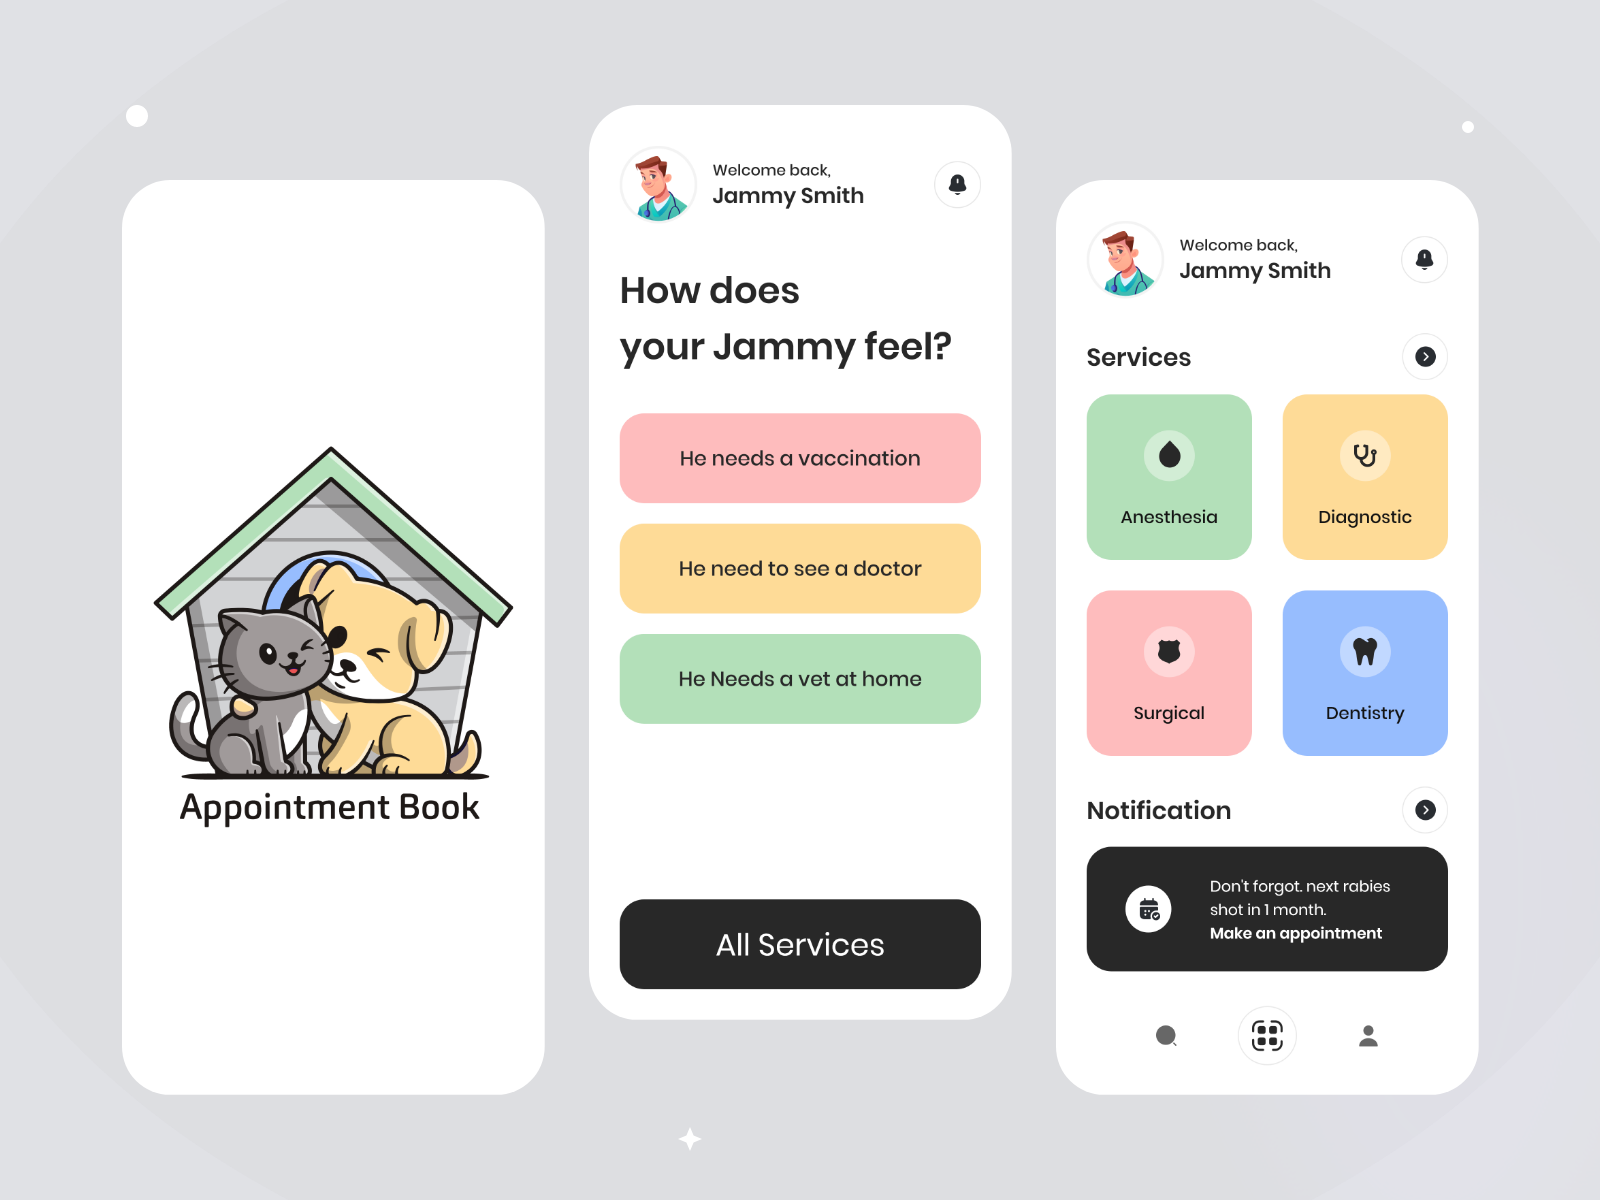 Appointment Book
Welcome back,
Jammy Smith
How does
your Jammy feel?
He needs a vaccination
He need to see a doctor
He Needs a vet at home
All Services
Welcome back,
Jammy Smith
Services
Anesthesia
Diagnostic
Surgical
Dentistry
Notification
Don't forgot. next rabies
shot in 1 month.
Make an appointment